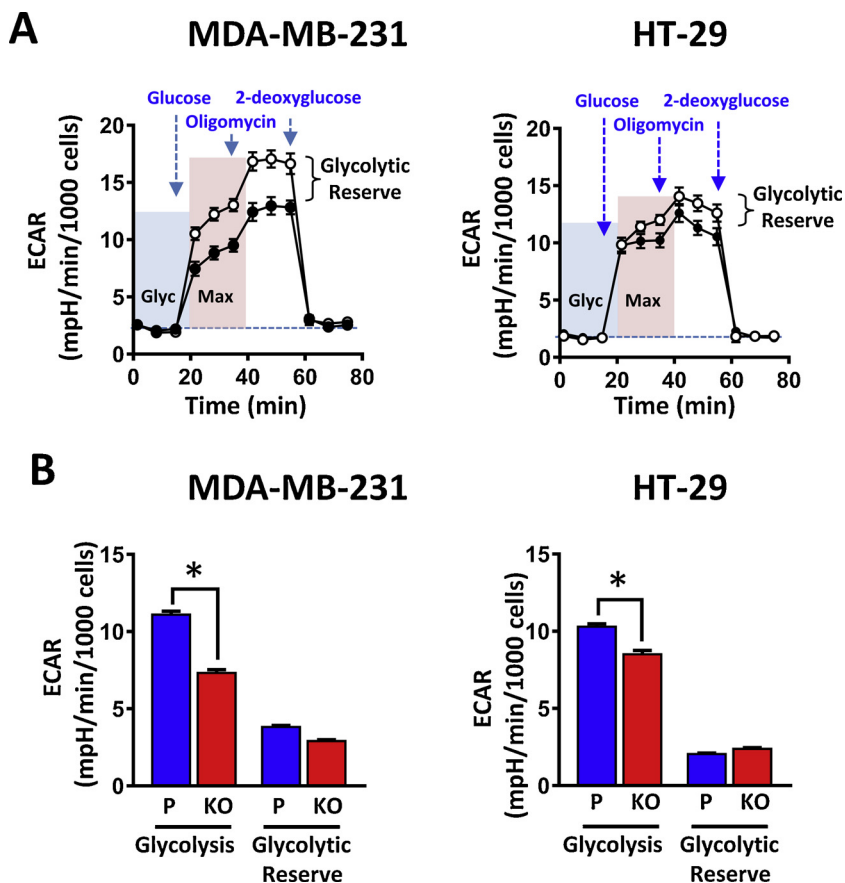 A
MDA-MB-231
HT-29
Glucose
2-deoxyglucose
Oligomycin
20
15
10
5
0
ECAR
(mpH/min/1000 cells)
Glyc
Max
Glycolytic
Reserve
0 20 40 60 80
Time (min)
Glucose
2-deoxyglucose
Oligomycin
20
15
10
5
0
ECAR
(mpH/min/1000 cells)
Glyc
Max
Glycolytic
Reserve
0 20 40 60 80
Time (min)
B
MDA-MB-231
HT-29
15
10
5
0
ECAR
(mpH/min/1000 cells)
*
P KO P KO
Glycolysis Glycolytic
Reserve
15
10
5
0
ECAR
(mpH/min/1000 cells)
*
P KO P KO
Glycolysis Glycolytic
Reserve